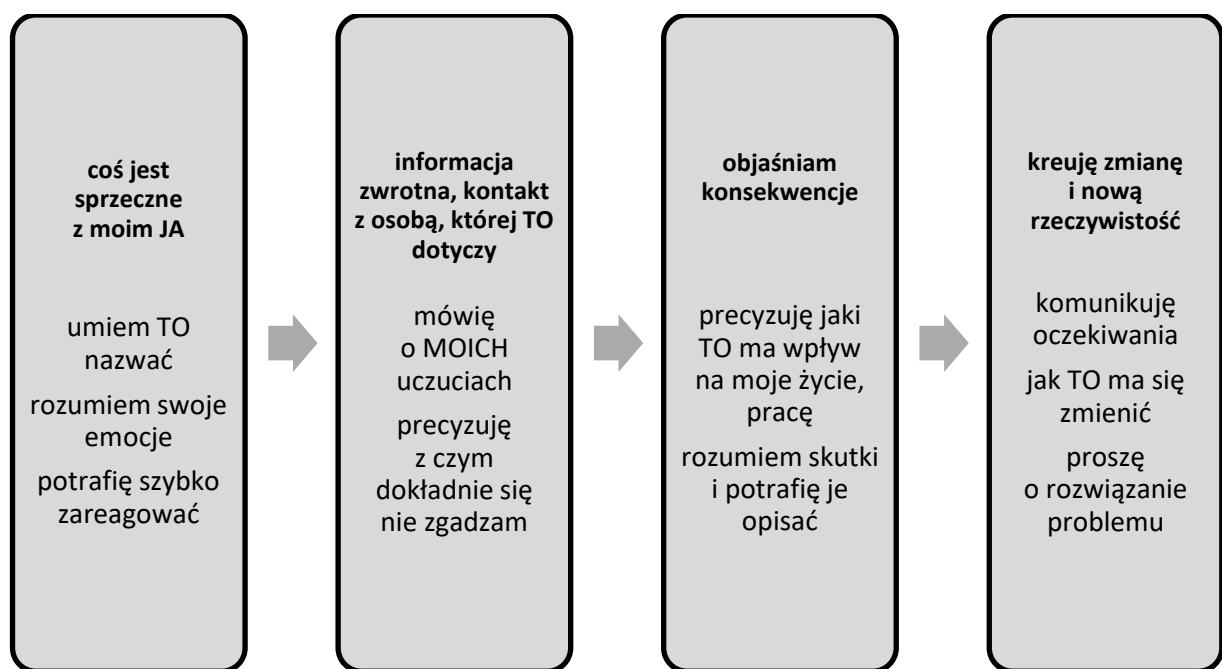 coś jest
sprzeczne
z moim JA
umiem TO
nazwać
rozumiem swoje
emocje
potrafię szybko
zareagować
informacja
zwrotna, kontakt
z osobą, której TO
dotyczy
mówię
o MOICH
uczuciach
precyzuję
z czym
dokładnie się
nie zgadzam
objaśniam
konsekwencje
precyzuję jaki
TO ma wpływ
na moje życie,
pracę
rozumiem skutki
i potrafię je
opisać
kreuję zmianę
i nową
rzeczywistość
komunikuję
oczekiwania
jak TO ma się
zmienić
proszę
o rozwiązanie
problemu